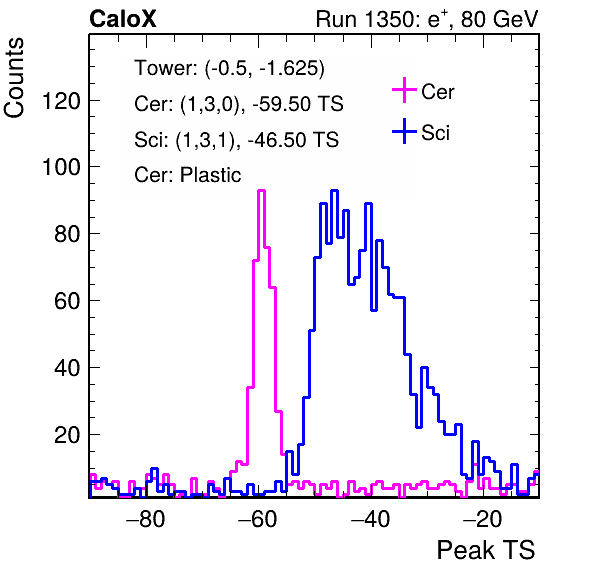 CaloX Run 1350: e⁺, 80 GeV
Counts
Tower: (-0.5, -1.625)
Cer: (1,3,0), -59.50 TS
Sci: (1,3,1), -46.50 TS
Cer: Plastic
Cer
Sci
120
100
80
60
40
20
−80 −60 −40 −20
Peak TS